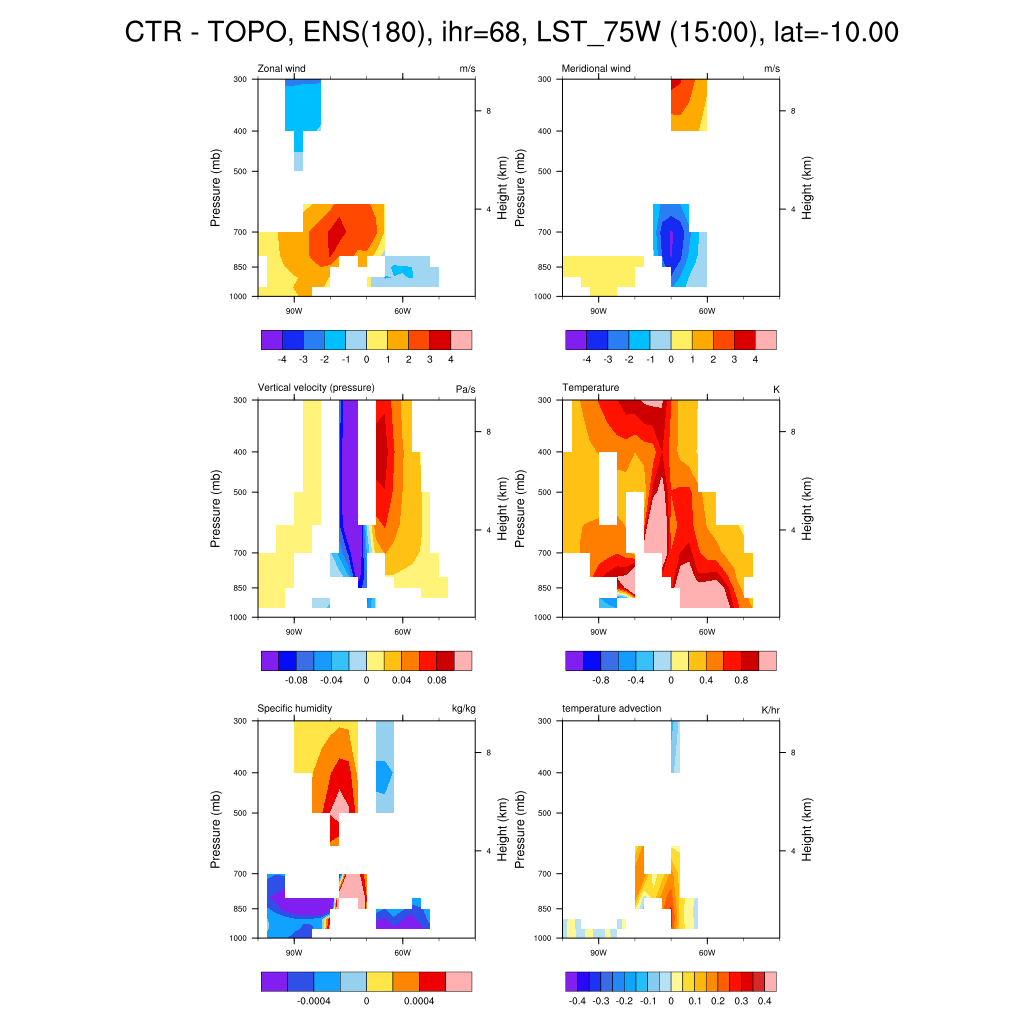 CTR - TOPO, ENS(180), ihr=68, LST_75W (15:00), lat=-10.00
Zonal wind m/s
300
400
500
700
850
1000
Pressure (mb)
8
4
Height (km)
90W 60W
-4 -3 -2 -1 0 1 2 3 4
Meridional wind m/s
300
400
500
700
850
1000
Pressure (mb)
8
4
Height (km)
90W 60W
-4 -3 -2 -1 0 1 2 3 4
Vertical velocity (pressure) Pa/s
300
400
500
700
850
1000
Pressure (mb)
8
4
Height (km)
90W 60W
-0.08 -0.04 0 0.04 0.08
Temperature K
300
400
500
700
850
1000
Pressure (mb)
8
4
Height (km)
90W 60W
-0.8 -0.4 0 0.4 0.8
Specific humidity kg/kg
300
400
500
700
850
1000
Pressure (mb)
8
4
Height (km)
90W 60W
-0.0004 0 0.0004
temperature advection K/hr
300
400
500
700
850
1000
Pressure (mb)
8
4
Height (km)
90W 60W
-0.4 -0.3 -0.2 -0.1 0 0.1 0.2 0.3 0.4